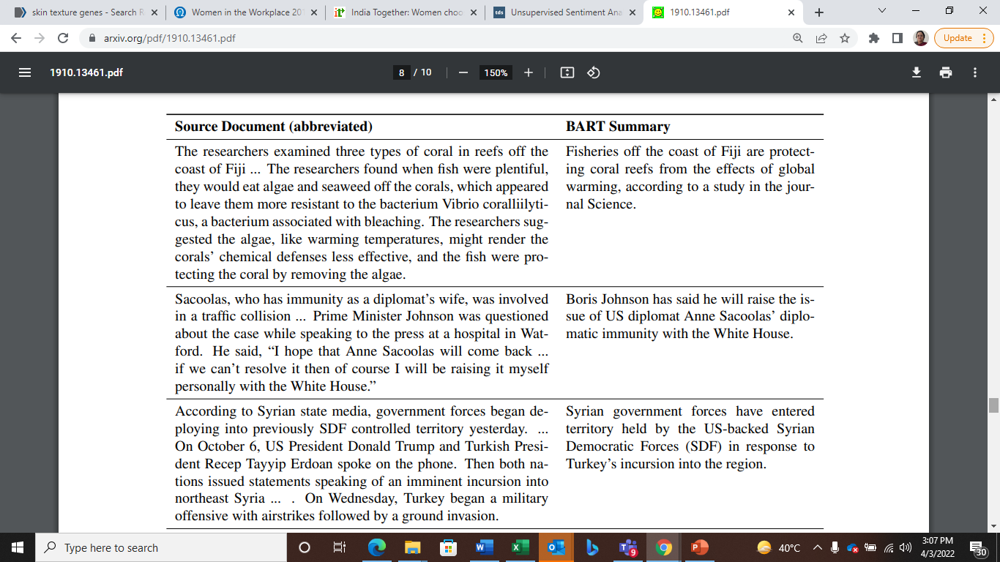 skin texture genes - Search R
Women in the Workplace 201
India Together: Women choo
tds Unsupervised Sentiment Ana
1910.13461.pdf
arxiv.org/pdf/1910.13461.pdf
Update
1910.13461.pdf
8 / 10
150%
Source Document (abbreviated)
BART Summary
The researchers examined three types of coral in reefs off the
coast of Fiji ... The researchers found when fish were plentiful,
they would eat algae and seaweed off the corals, which appeared
to leave them more resistant to the bacterium Vibrio coralliilyti-
cus, a bacterium associated with bleaching. The researchers sug-
gested the algae, like warming temperatures, might render the
corals’ chemical defenses less effective, and the fish were pro-
tecting the coral by removing the algae.
Fisheries off the coast of Fiji are protect-
ing coral reefs from the effects of global
warming, according to a study in the jour-
nal Science.
Sacoolas, who has immunity as a diplomat’s wife, was involved
in a traffic collision ... Prime Minister Johnson was questioned
about the case while speaking to the press at a hospital in Wat-
ford. He said, “I hope that Anne Sacoolas will come back ...
if we can’t resolve it then of course I will be raising it myself
personally with the White House.”
Boris Johnson has said he will raise the is-
sue of US diplomat Anne Sacoolas’ diplo-
matic immunity with the White House.
According to Syrian state media, government forces began de-
ploying into previously SDF controlled territory yesterday. ...
On October 6, US President Donald Trump and Turkish Presi-
dent Recep Tayyip Erdoan spoke on the phone. Then both na-
tions issued statements speaking of an imminent incursion into
northeast Syria ... . On Wednesday, Turkey began a military
offensive with airstrikes followed by a ground invasion.
Syrian government forces have entered
territory held by the US-backed Syrian
Democratic Forces (SDF) in response to
Turkey’s incursion into the region.
Type here to search
40°C
3:07 PM
4/3/2022
9
30